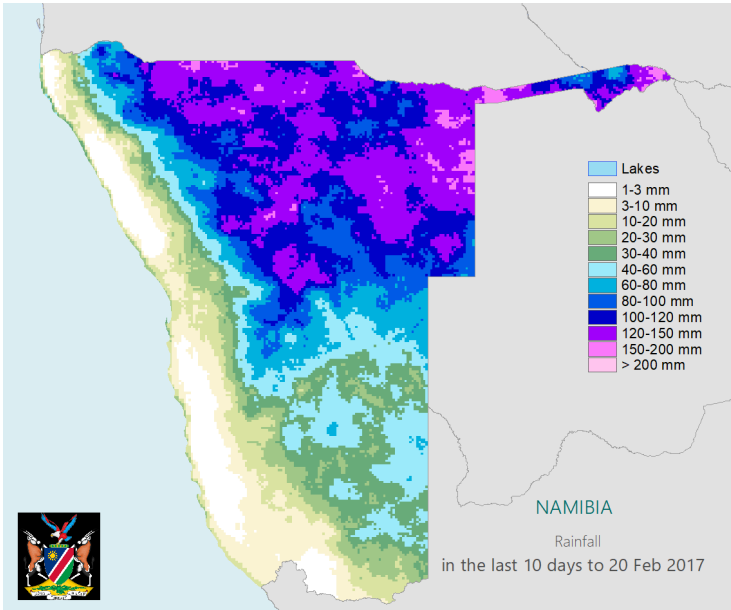 Lakes
1-3 mm
3-10 mm
10-20 mm
20-30 mm
30-40 mm
40-60 mm
60-80 mm
80-100 mm
100-120 mm
120-150 mm
150-200 mm
> 200 mm
NAMIBIA
Rainfall
in the last 10 days to 20 Feb 2017